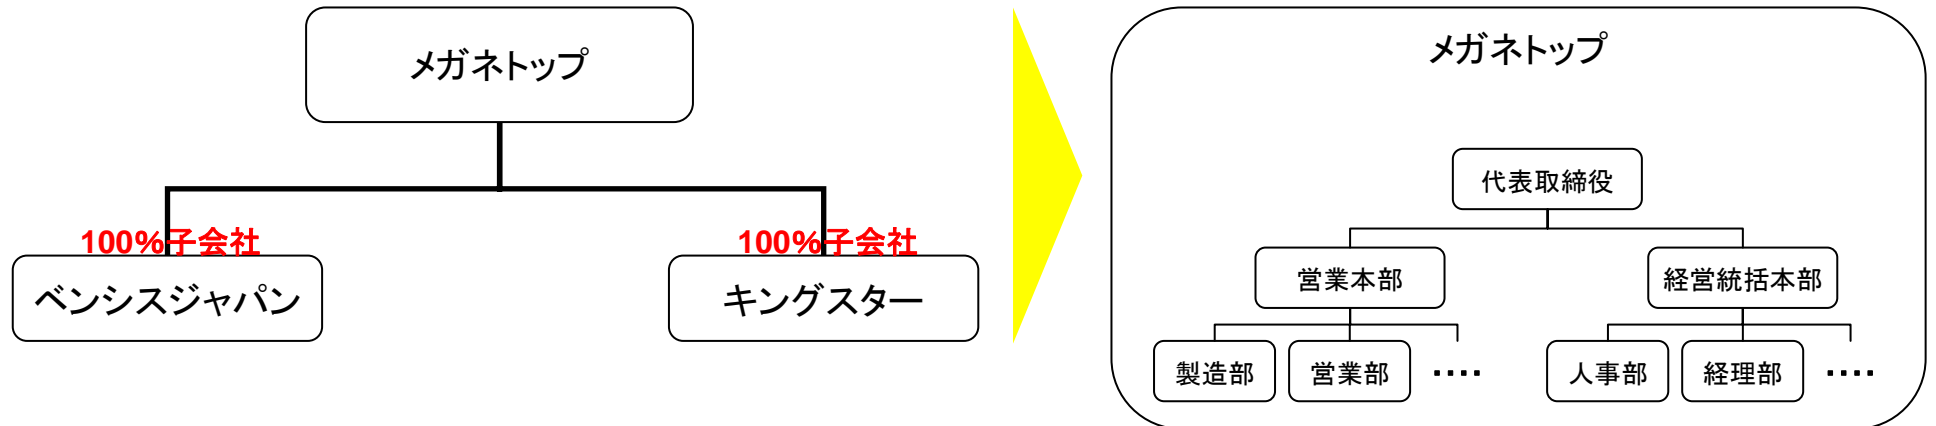 メガネトップ
100%子会社
100%子会社
ベンシスジャパン
キングスター
メガネトップ
代表取締役
営業本部
経営統括本部
製造部
営業部
‥‥
人事部
経理部
‥‥